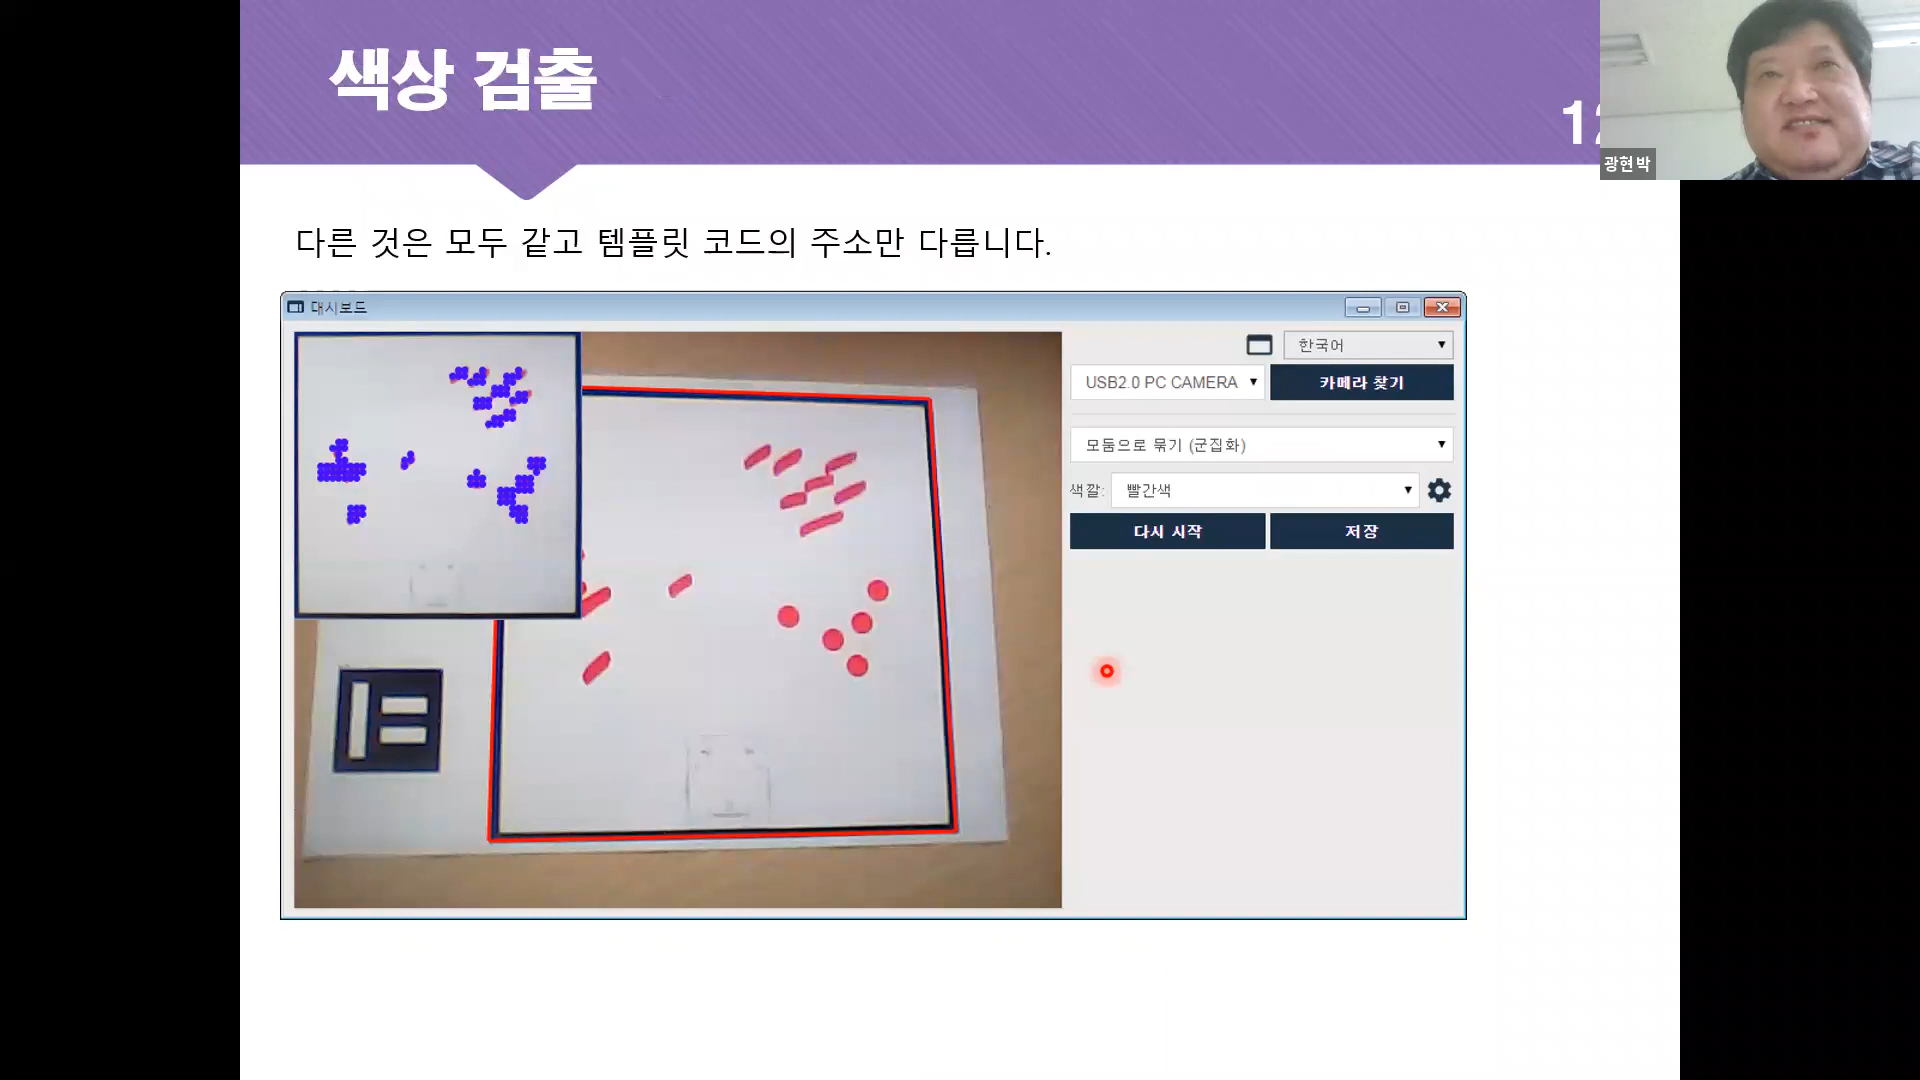 색상 검출
광현박
다른 것은 모두 같고 템플릿 코드의 주소만 다릅니다.
대시보드
한국어
USB2.0 PC CAMERA
카메라 찾기
모둠으로 묶기 (군집화)
색깔: 빨간색
다시 시작
저장